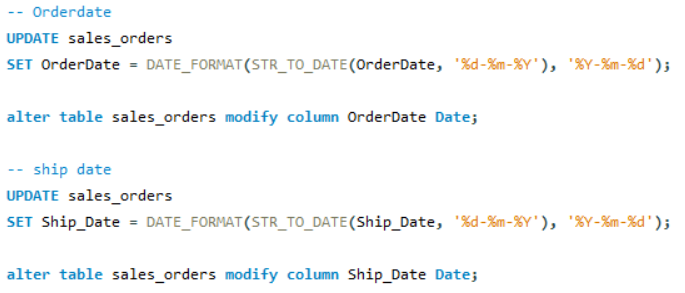 -- Orderdate
UPDATE sales_orders
SET OrderDate = DATE_FORMAT(STR_TO_DATE(OrderDate, '%d-%m-%Y'), '%Y-%m-%d');
alter table sales_orders modify column OrderDate Date;
-- ship date
UPDATE sales_orders
SET Ship_Date = DATE_FORMAT(STR_TO_DATE(Ship_Date, '%d-%m-%Y'), '%Y-%m-%d');
alter table sales_orders modify column Ship_Date Date;